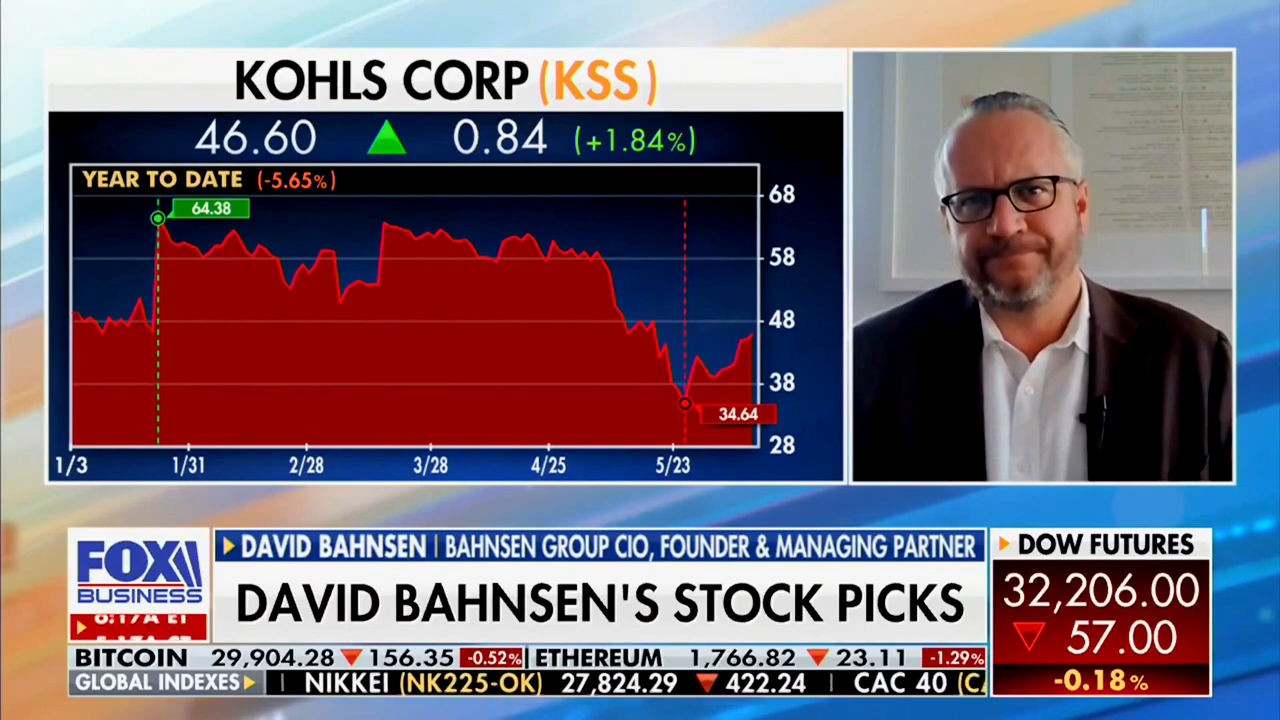 KOHLS CORP (KSS)
46.60 ▲ 0.84 (+1.84%)
YEAR TO DATE (-5.65%)
64.38
34.64
68
58
48
38
28
1/3 1/31 2/28 3/28 4/25 5/23
FOX
BUSINESS
DAVID BAHNSEN | BAHNSEN GROUP CIO, FOUNDER & MANAGING PARTNER
DAVID BAHNSEN'S STOCK PICKS
DOW FUTURES
32,206.00
▼ 57.00
-0.18%
BITCOIN 29,904.28 ▼ 156.35 -0.52% ETHEREUM 1,766.82 ▼ 23.11 -1.29%
GLOBAL INDEXES NIKKEI (NK225-OK) 27,824.29 ▼ 422.24 | CAC 40